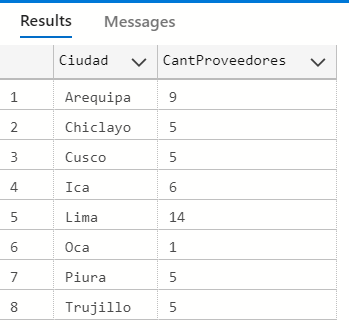 Results Messages
Ciudad CantProveedores
1 Arequipa 9
2 Chiclayo 5
3 Cusco 5
4 Ica 6
5 Lima 14
6 Oca 1
7 Piura 5
8 Trujillo 5